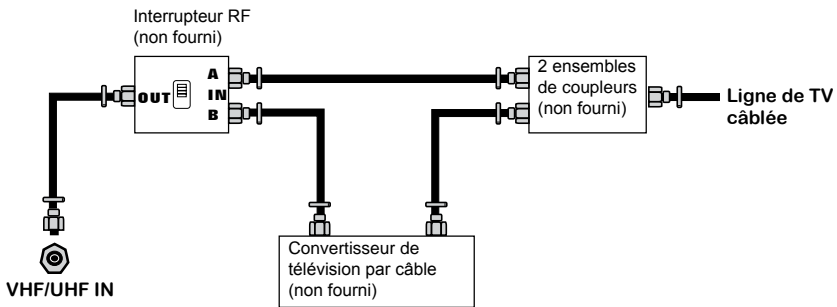 Interrupteur RF
(non fourni)
A
OUT
IN
B
2 ensembles
de coupleurs
(non fourni)
Ligne de TV
câblée
Convertisseur de
télévision par câble
(non fourni)
VHF/UHF IN